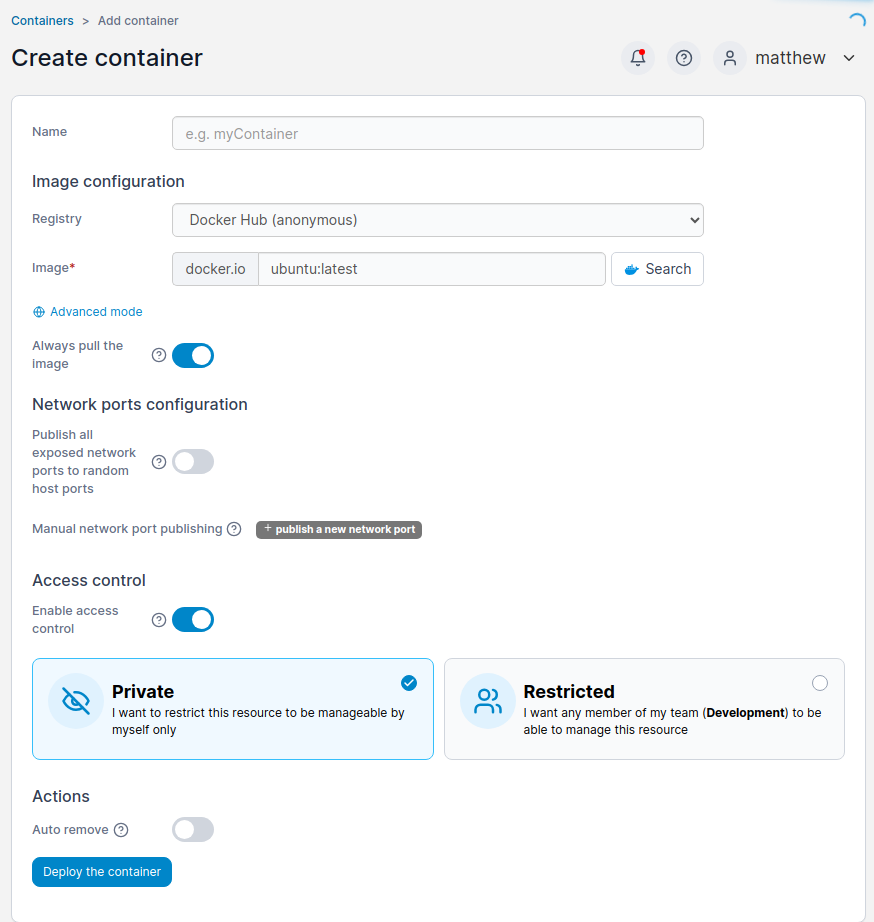 Containers > Add container
Create container
matthew
Name
e.g. myContainer
Image configuration
Registry
Docker Hub (anonymous)
Image*
docker.io
ubuntu:latest
Search
Advanced mode
Always pull the
image
Network ports configuration
Publish all
exposed network
ports to random
host ports
Manual network port publishing
+ publish a new network port
Access control
Enable access
control
Private
I want to restrict this resource to be manageable by
myself only
Restricted
I want any member of my team (Development) to be
able to manage this resource
Actions
Auto remove
Deploy the container